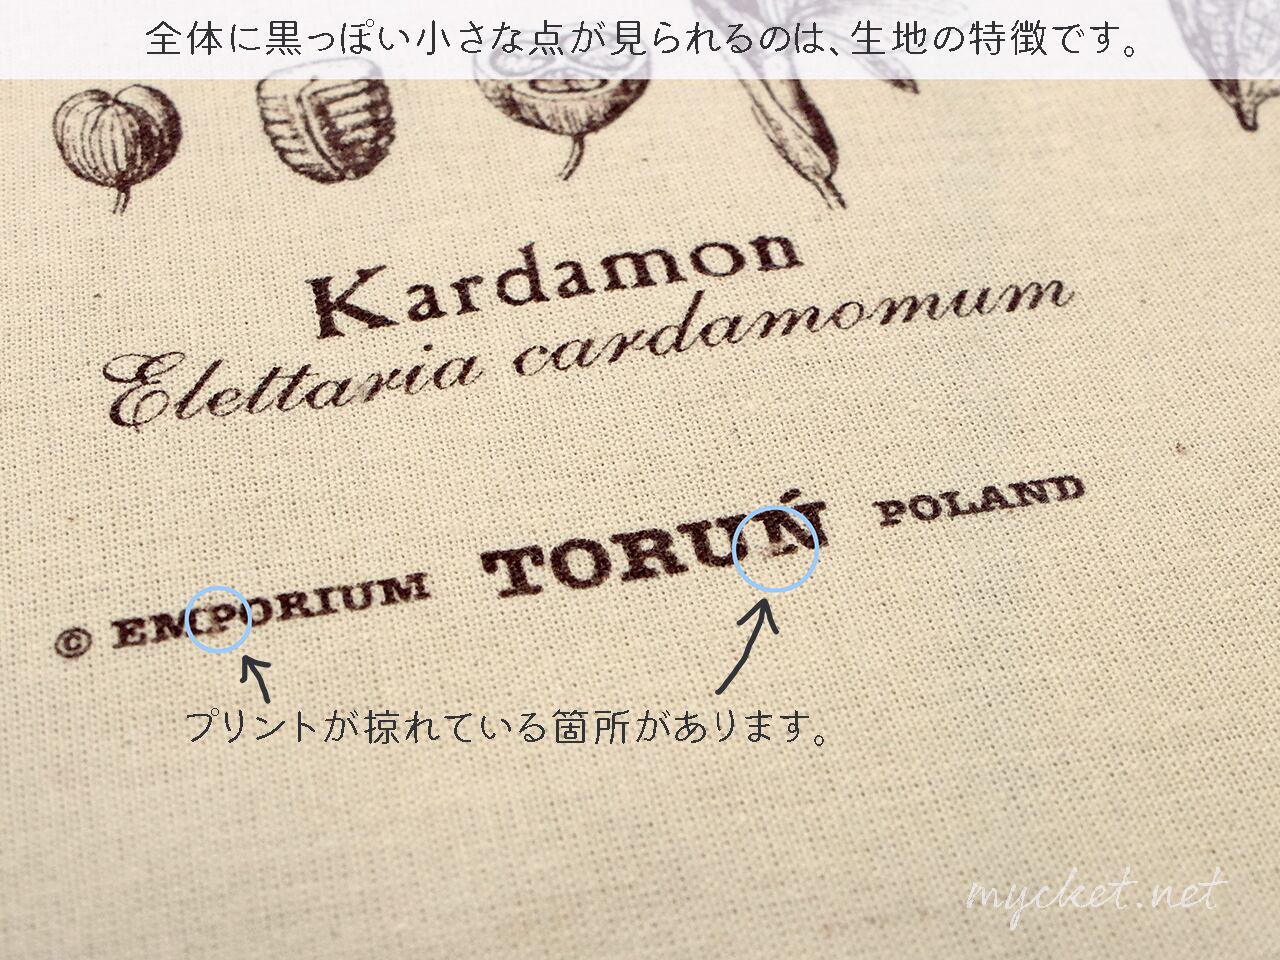 全体に黒っぽい小さな点が見られるのは、生地の特徴です。
Kardamon
Elettaria cardamomum
© EMPORIUM TORUŃ POLAND
プリントが掠れている箇所があります。
mycket.net